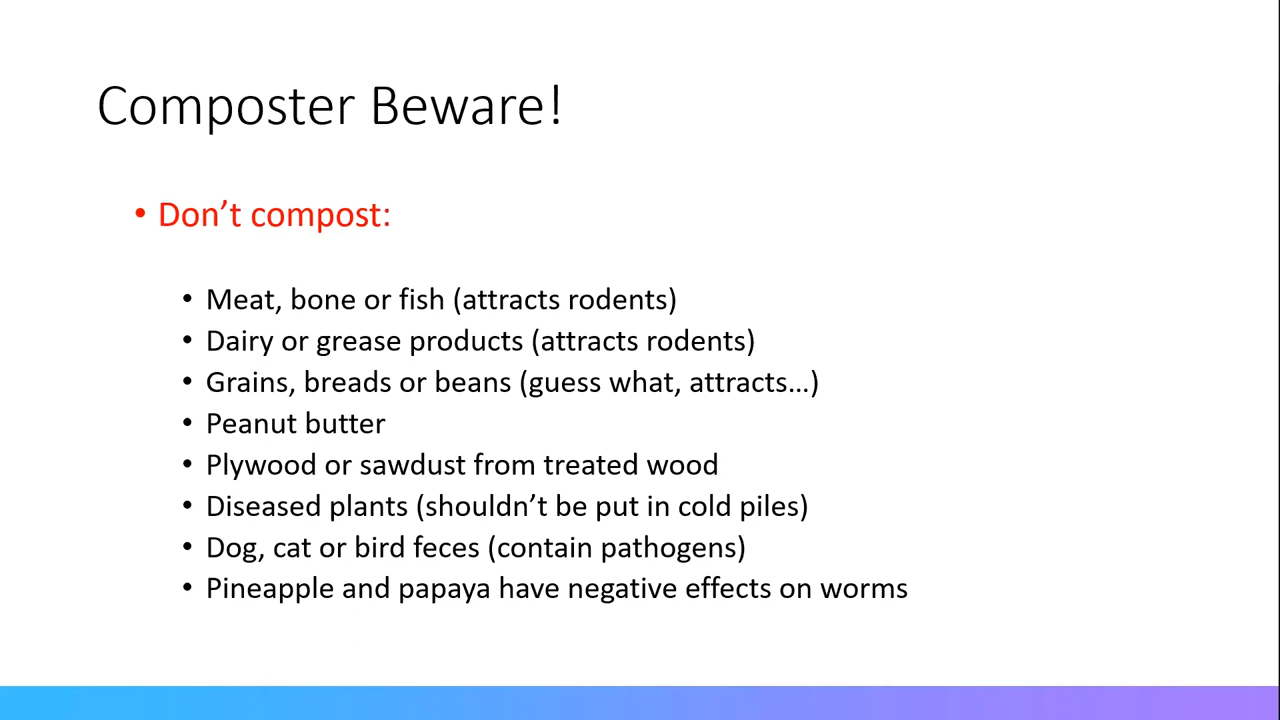 Composter Beware!
• Don’t compost:
• Meat, bone or fish (attracts rodents)
• Dairy or grease products (attracts rodents)
• Grains, breads or beans (guess what, attracts…)
• Peanut butter
• Plywood or sawdust from treated wood
• Diseased plants (shouldn’t be put in cold piles)
• Dog, cat or bird feces (contain pathogens)
• Pineapple and papaya have negative effects on worms